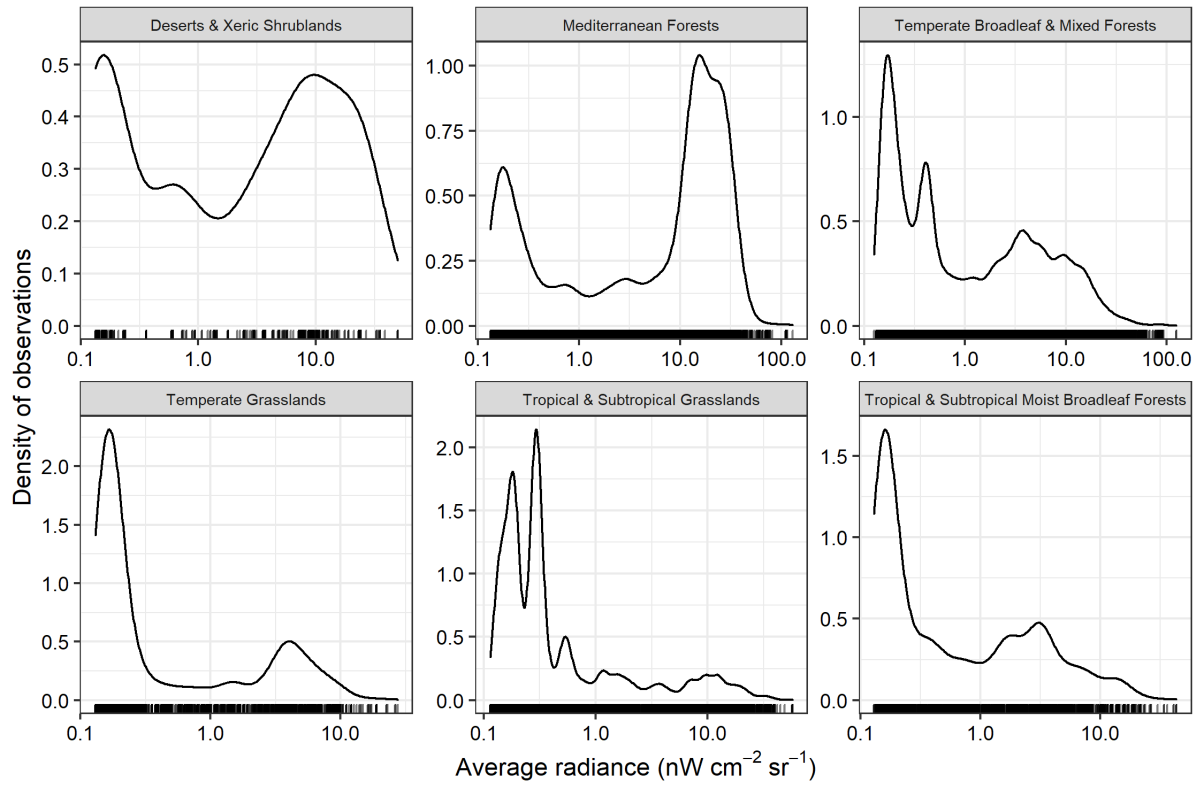 Deserts & Xeric Shrublands
Mediterranean Forests
Temperate Broadleaf & Mixed Forests
0.5
0.4
0.3
0.2
0.1
0.0
1.00
0.75
0.50
0.25
0.00
1.0
0.5
0.0
0.1 1.0 10.0
0.1 1.0 10.0 100.0
0.1 1.0 10.0 100.0
Density of observations
Temperate Grasslands
Tropical & Subtropical Grasslands
Tropical & Subtropical Moist Broadleaf Forests
2.0
1.5
1.0
0.5
0.0
2.0
1.5
1.0
0.5
0.0
1.5
1.0
0.5
0.0
0.1 1.0 10.0
0.1 1.0 10.0
0.1 1.0 10.0
Average radiance (nW cm⁻² sr⁻¹)